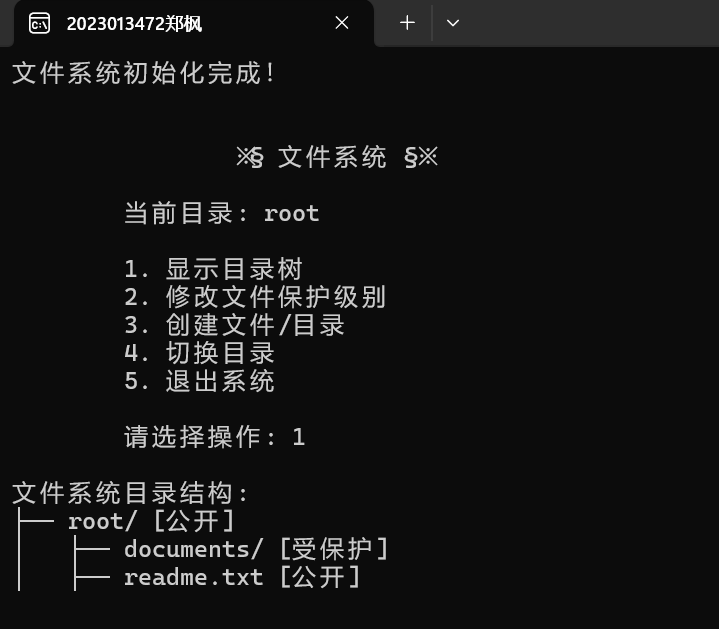 2023013472郑枫
文件系统初始化完成!
※§ 文件系统 §※
当前目录: root
1. 显示目录树
2. 修改文件保护级别
3. 创建文件/目录
4. 切换目录
5. 退出系统
请选择操作: 1
文件系统目录结构:
├── root/ [公开]
│   ├── documents/ [受保护]
│   ├── readme.txt [公开]